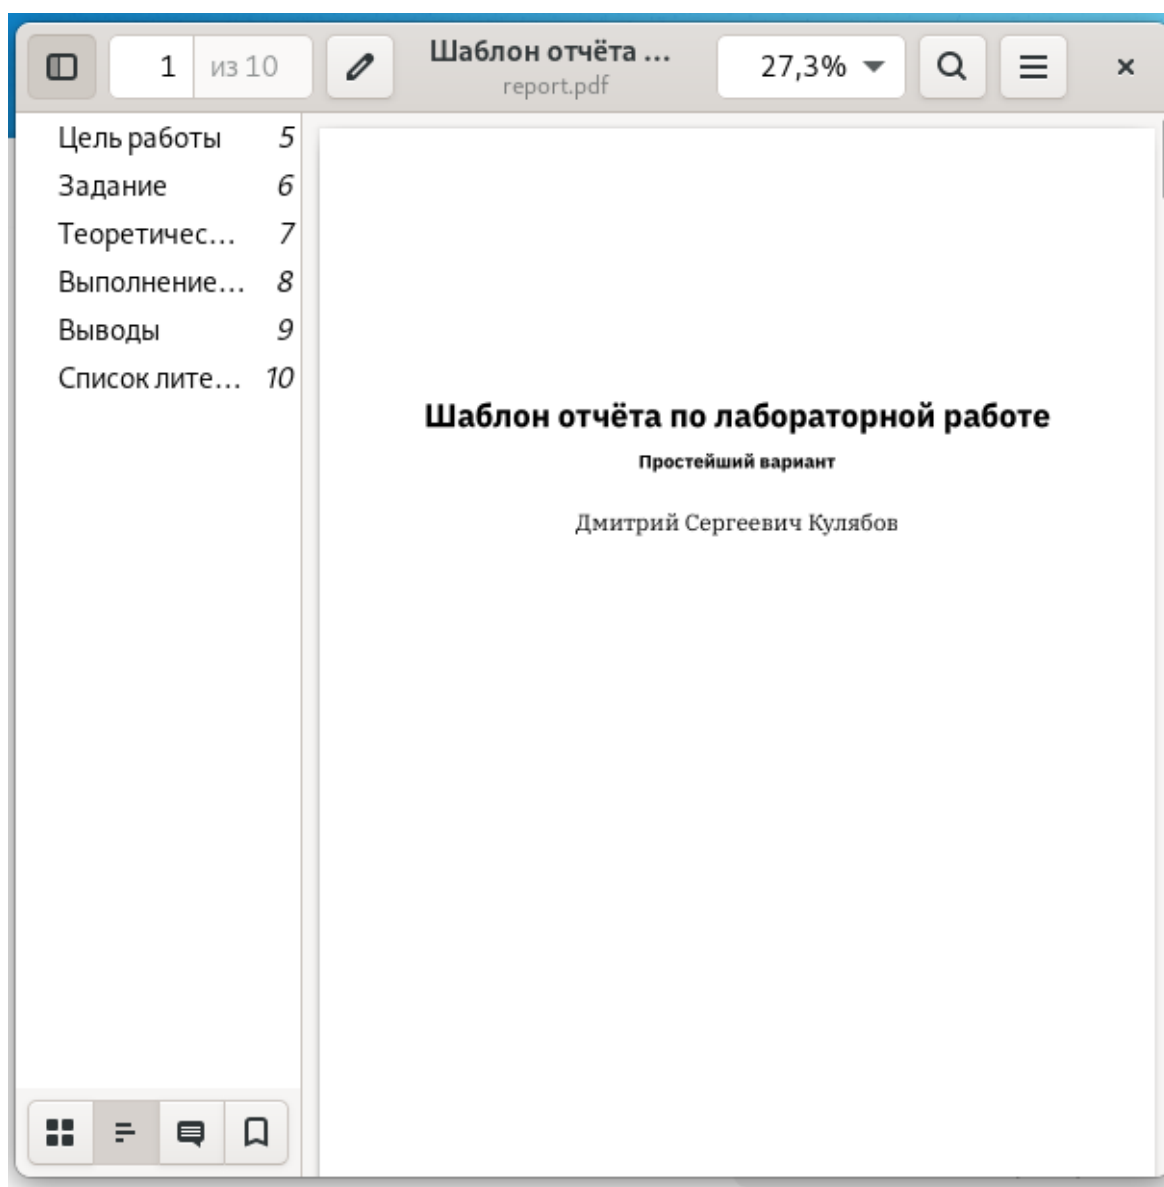 1 из 10 Шаблон отчёта ... 27,3%
report.pdf
Цель работы 5
Задание 6
Теоретичес... 7
Выполнение... 8
Выводы 9
Список лите... 10
Шаблон отчёта по лабораторной работе
Простейший вариант
Дмитрий Сергеевич Кулябов